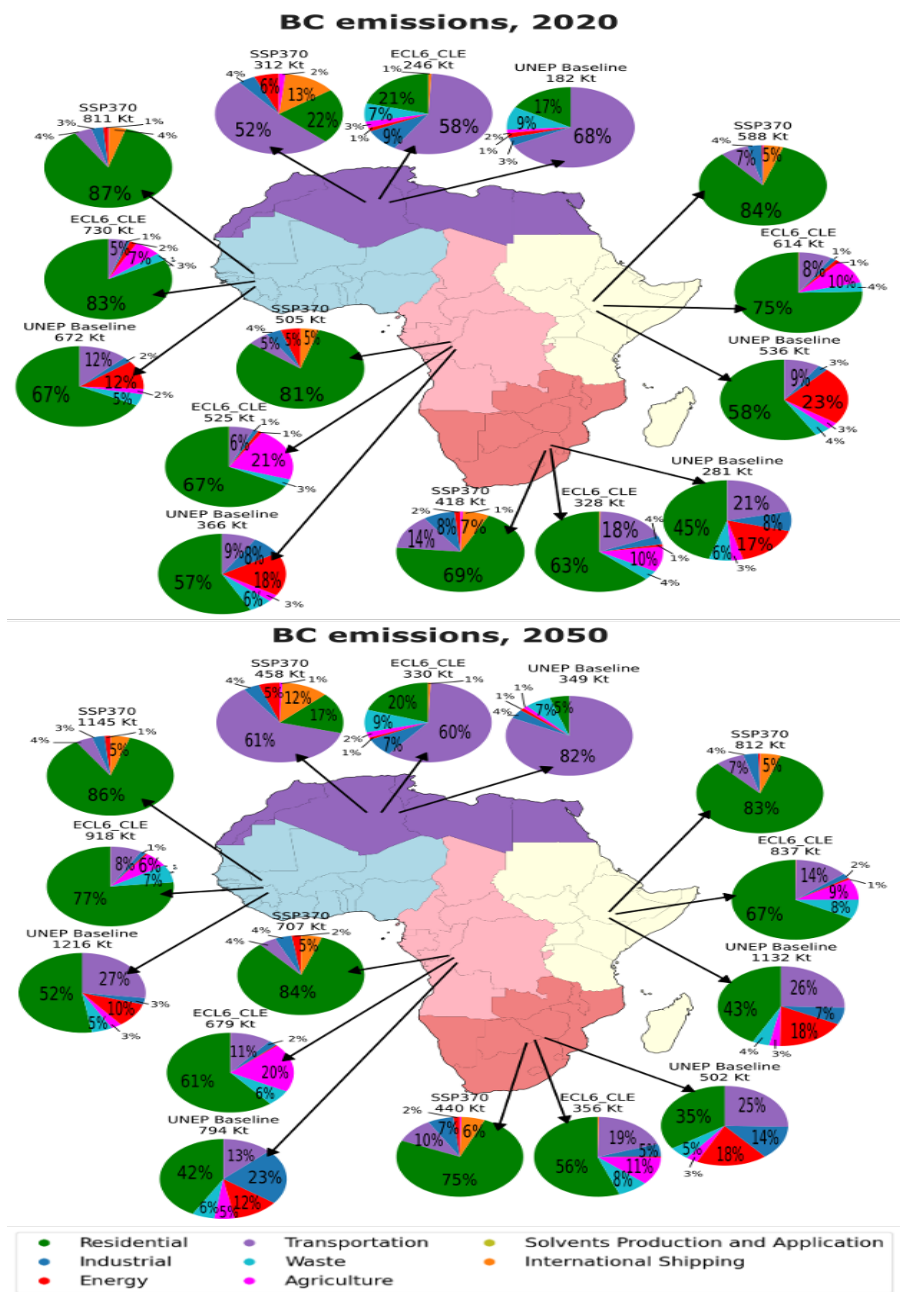 BC emissions, 2020
SSP370
312 Kt
4%
6%
2%
13%
22%
52%
ECL6_CLE
246 Kt
1%
21%
7%
3%
1%
9%
58%
UNEP Baseline
182 Kt
17%
9%
2%
1%
3%
68%
SSP370
811 Kt
3%
4%
1%
4%
87%
SSP370
588 Kt
4%
7%
5%
84%
ECL6_CLE
730 Kt
5%
1%
2%
7%
1
3%
83%
ECL6_CLE
614 Kt
8%
1%
1%
10%
4%
75%
SSP370
505 Kt
4%
5%
5%
5%
81%
UNEP Baseline
672 Kt
12%
2%
12%
2%
5%
67%
UNEP Baseline
536 Kt
9%
3%
23%
3%
4%
58%
ECL6_CLE
525 Kt
6%
1%
21%
3%
67%
UNEP Baseline
366 Kt
9%
8%
18%
3%
6%
57%
SSP370
418 Kt
2%
8%
1%
7%
14%
69%
ECL6_CLE
328 Kt
18%
4%
1%
10%
4%
63%
UNEP Baseline
281 Kt
21%
8%
17%
3%
6%
45%
BC emissions, 2050
SSP370
458 Kt
4%
5%
1%
12%
17%
61%
ECL6_CLE
330 Kt
1%
20%
9%
2%
1%
7%
60%
UNEP Baseline
349 Kt
1%
1%
4%
7%
5%
82%
SSP370
1145 Kt
3%
4%
1%
5%
86%
SSP370
812 Kt
4%
7%
5%
83%
ECL6_CLE
918 Kt
8%
1%
6%
1
7%
77%
ECL6_CLE
837 Kt
14%
2%
1%
9%
8%
67%
SSP370
707 Kt
4%
4%
2%
5%
84%
UNEP Baseline
1216 Kt
27%
3%
10%
3%
5%
52%
UNEP Baseline
1132 Kt
26%
7%
18%
3%
4%
43%
ECL6_CLE
679 Kt
11%
2%
20%
6%
61%
UNEP Baseline
794 Kt
13%
23%
12%
5%
6%
42%
SSP370
440 Kt
2%
7%
1%
6%
10%
75%
ECL6_CLE
356 Kt
19%
5%
11%
8%
56%
UNEP Baseline
502 Kt
25%
14%
18%
3%
5%
35%
Residential
Transportation
Solvents Production and Application
Industrial
Waste
International Shipping
Energy
Agriculture